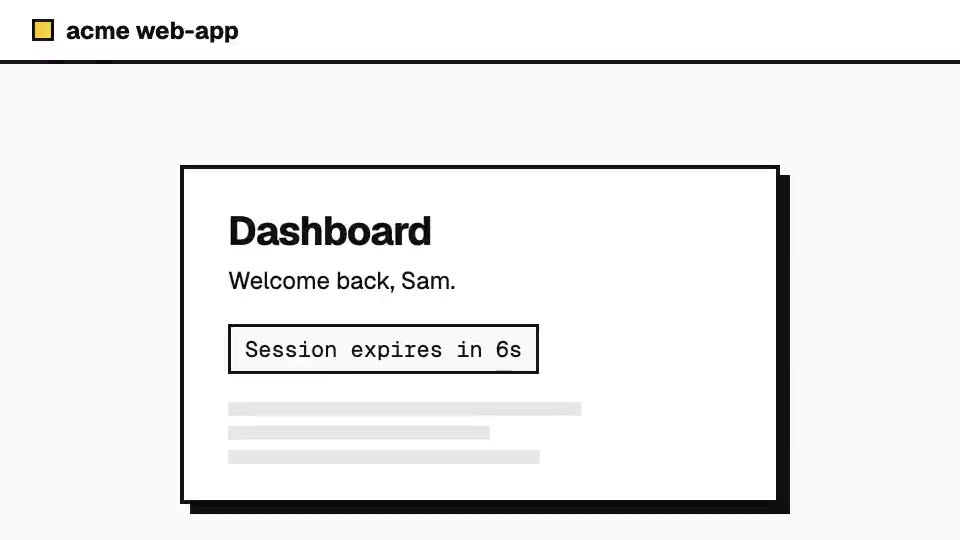 acme web-app
Dashboard
Welcome back, Sam.
Session expires in 6s